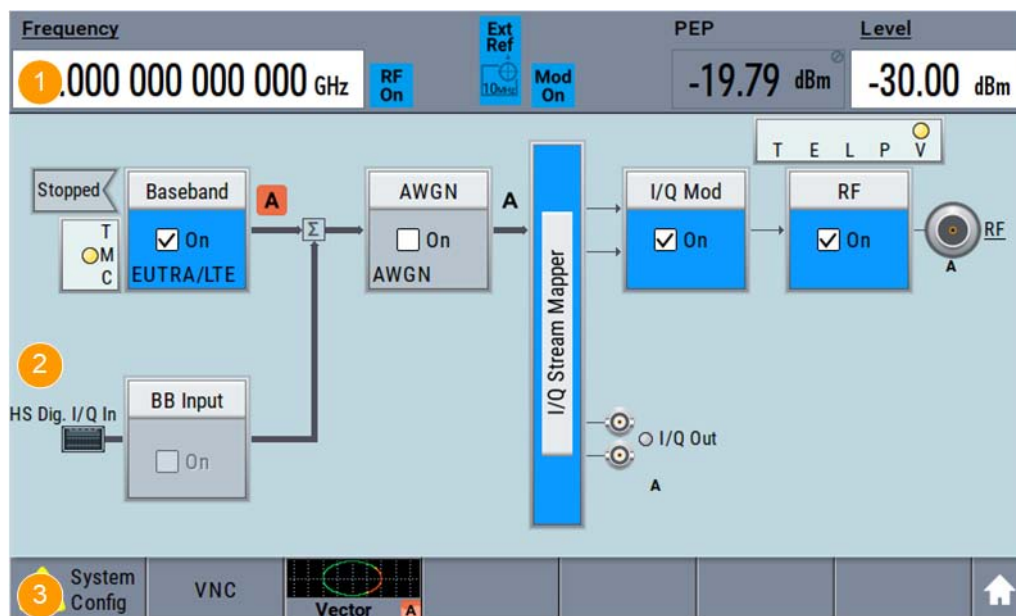 Frequency
Ext
Ref
PEP
Level
1
.000 000 000 000 GHz
RF
On
10MHz
Mod
On
-19.79 dBm
-30.00 dBm
T E L P V
Stopped
Baseband
A
AWGN
A
I/Q Mod
RF
T
M
C
On
EUTRA/LTE
Σ
On
AWGN
On
On
RF
A
I/Q Stream Mapper
2
HS Dig. I/Q In
BB Input
On
I/Q Out
A
3
System
Config
VNC
Vector A